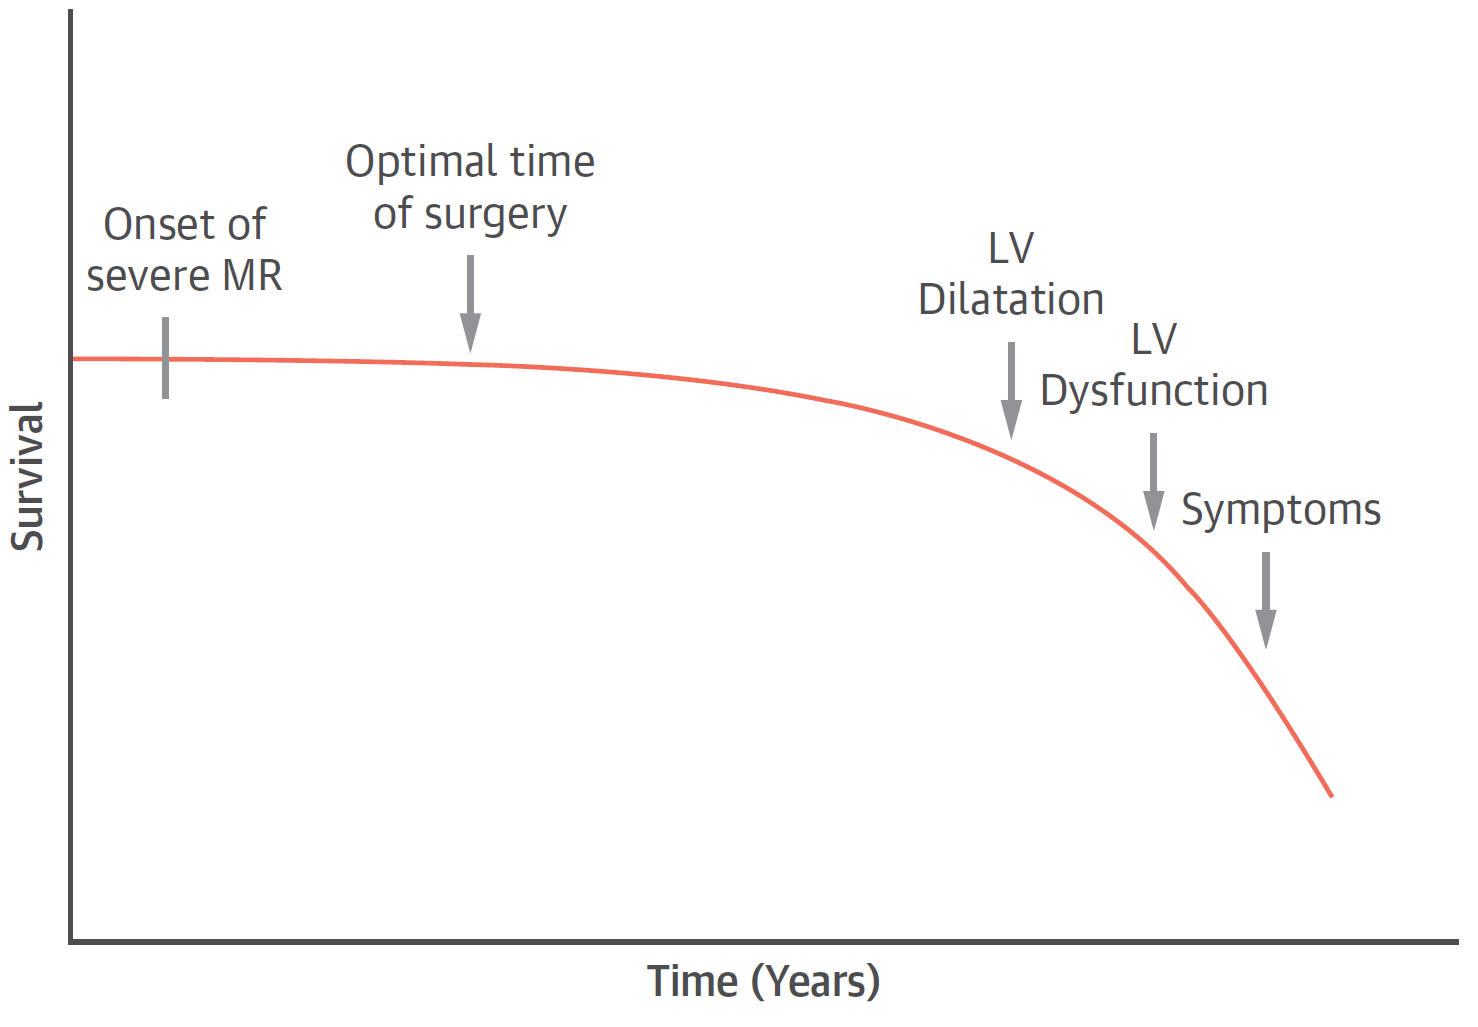 Optimal time
of surgery
Onset of
severe MR
LV
Dilatation
LV
Dysfunction
Symptoms
Survival
Time (Years)